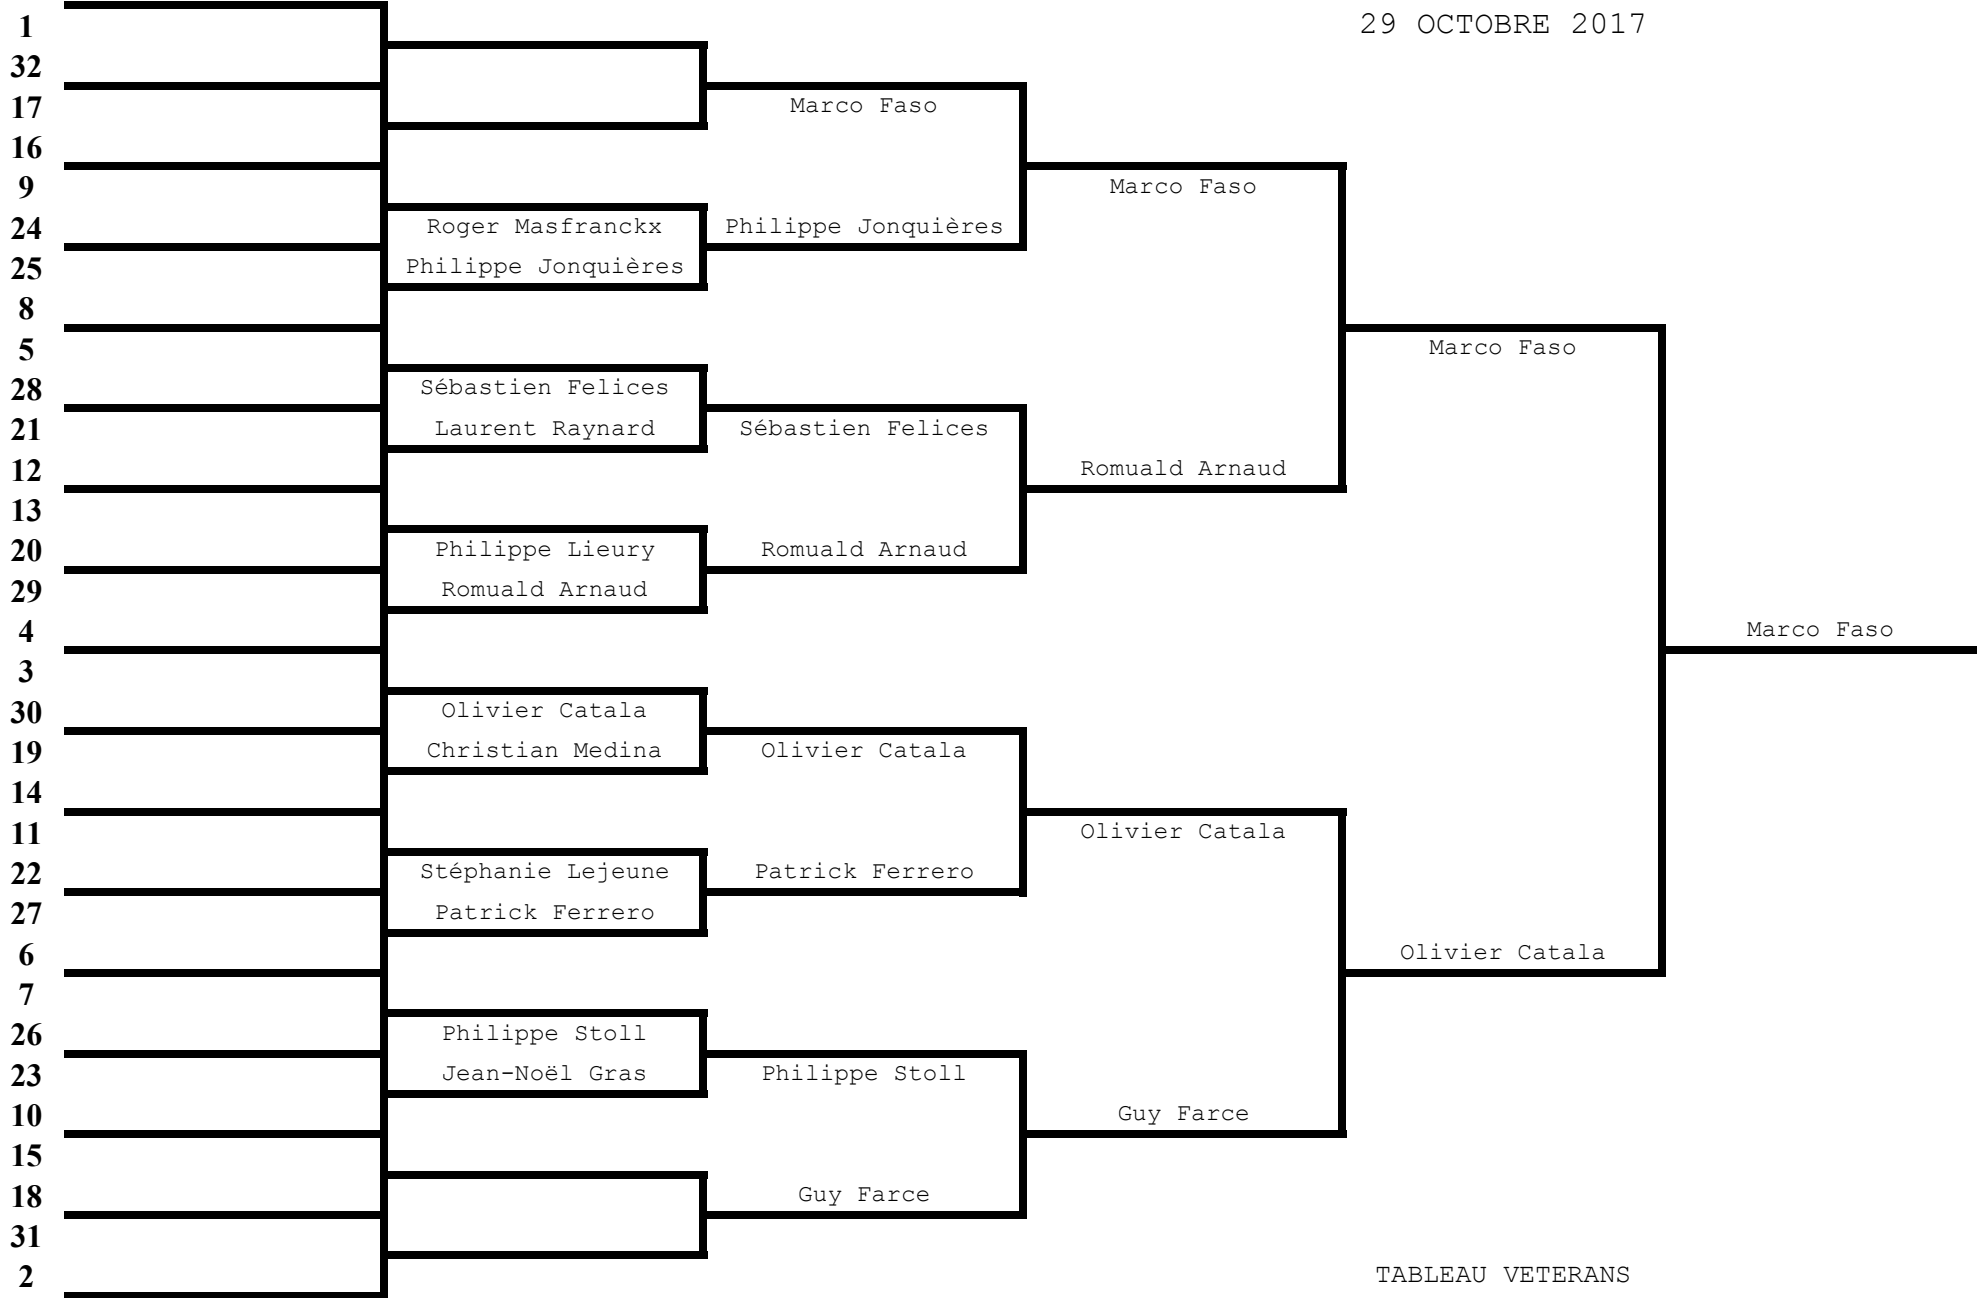 29 OCTOBRE 2017
1
32
17
16
9
24
25
8
5
28
21
12
13
20
29
4
3
30
19
14
11
22
27
6
7
26
23
10
15
18
31
2
Roger Masfranckx
Philippe Jonquières
Sébastien Felices
Laurent Raynard
Philippe Lieury
Romuald Arnaud
Olivier Catala
Christian Medina
Stéphanie Lejeune
Patrick Ferrero
Philippe Stoll
Jean-Noël Gras
Marco Faso
Philippe Jonquières
Sébastien Felices
Romuald Arnaud
Olivier Catala
Patrick Ferrero
Philippe Stoll
Guy Farce
Marco Faso
Romuald Arnaud
Olivier Catala
Guy Farce
Marco Faso
Olivier Catala
Marco Faso
TABLEAU VETERANS